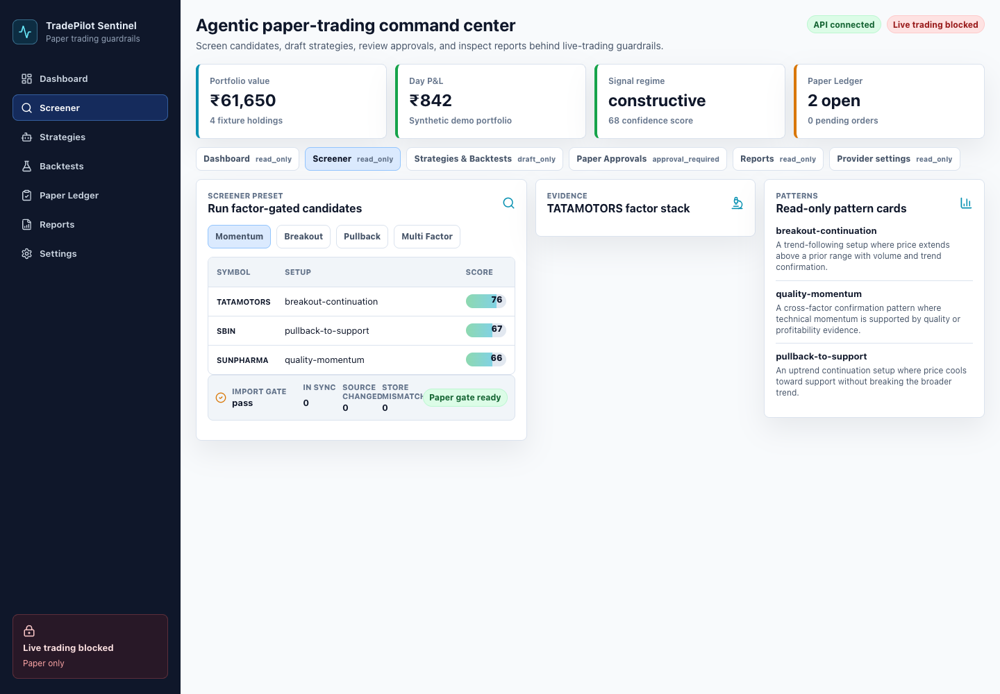 TradePilot Sentinel
Paper trading guardrails
Dashboard
Screener
Strategies
Backtests
Paper Ledger
Reports
Settings
Live trading blocked
Paper only
Agentic paper-trading command center
Screen candidates, draft strategies, review approvals, and inspect reports behind live-trading guardrails.
API connected
Live trading blocked
Portfolio value
₹61,650
4 fixture holdings
Day P&L
₹842
Synthetic demo portfolio
Signal regime
constructive
68 confidence score
Paper Ledger
2 open
0 pending orders
Dashboard read_only
Screener read_only
Strategies & Backtests draft_only
Paper Approvals approval_required
Reports read_only
Provider settings read_only
SCREENER PRESET
Run factor-gated candidates
Momentum
Breakout
Pullback
Multi Factor
SYMBOL SETUP SCORE
TATAMOTORS breakout-continuation 76
SBIN pullback-to-support 67
SUNPHARMA quality-momentum 66
IMPORT GATE
pass
IN SYNC
0
SOURCE
CHANGED
0
STORE
MISMATCH
0
Paper gate ready
EVIDENCE
TATAMOTORS factor stack
PATTERNS
Read-only pattern cards
breakout-continuation
A trend-following setup where price extends
above a prior range with volume and trend
confirmation.
quality-momentum
A cross-factor confirmation pattern where
technical momentum is supported by quality or
profitability evidence.
pullback-to-support
An uptrend continuation setup where price cools
toward support without breaking the broader
trend.